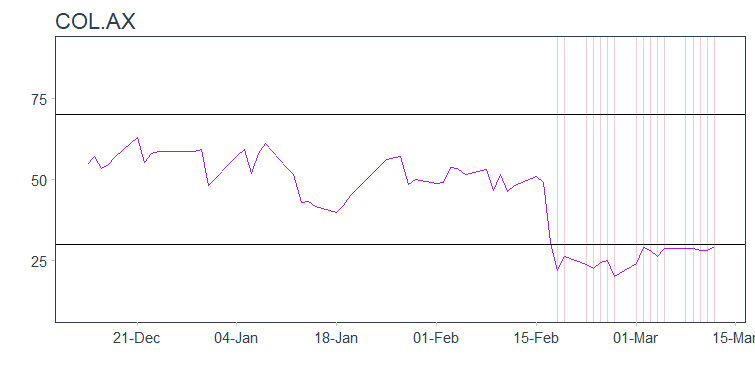 COL.AX
75
50
25
21-Dec
04-Jan
18-Jan
01-Feb
15-Feb
01-Mar
15-Mar